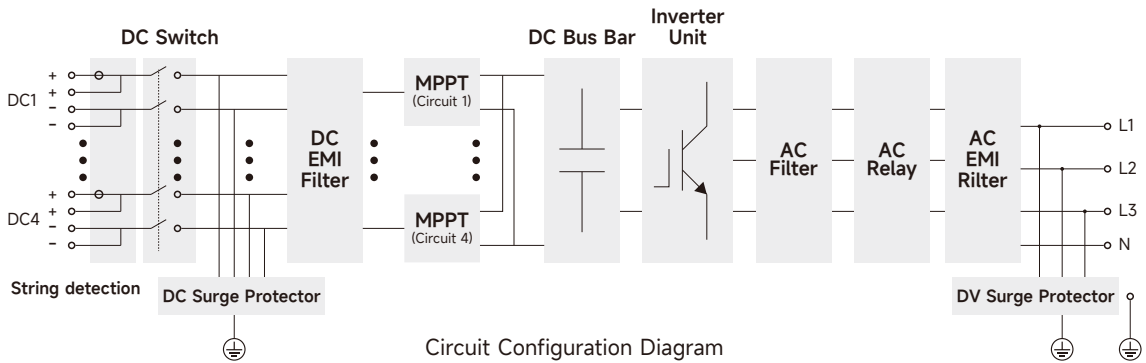 DC Switch
DC Bus Bar
Inverter
Unit
DC1
+
+
-
-
DC4
+
+
-
-
String detection
DC Surge Protector
DC
EMI
Filter
MPPT
(Circuit 1)
MPPT
(Circuit 4)
AC
Filter
AC
Relay
AC
EMI
Rilter
L1
L2
L3
N
DV Surge Protector
Circuit Configuration Diagram